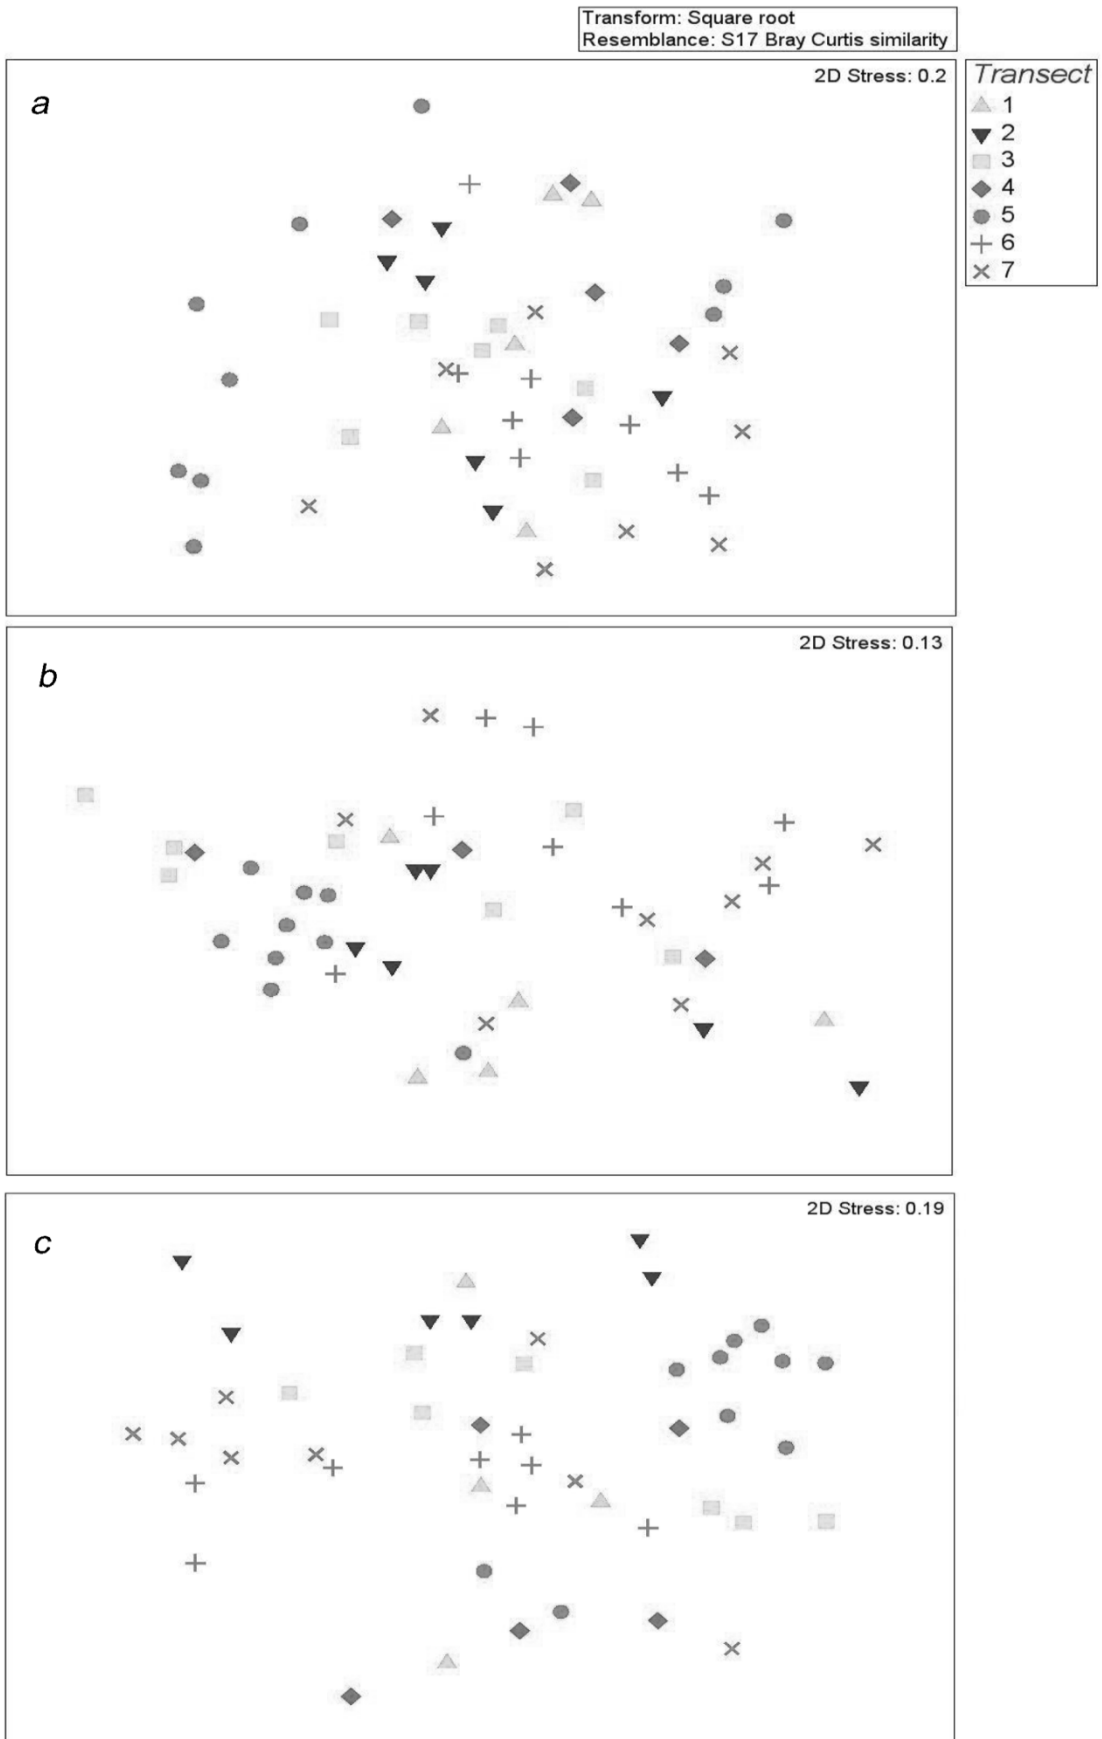 Transform: Square root
Resemblance: S17 Bray Curtis similarity
a
2D Stress: 0.2
Transect
1
2
3
4
5
6
7
b
2D Stress: 0.13
c
2D Stress: 0.19